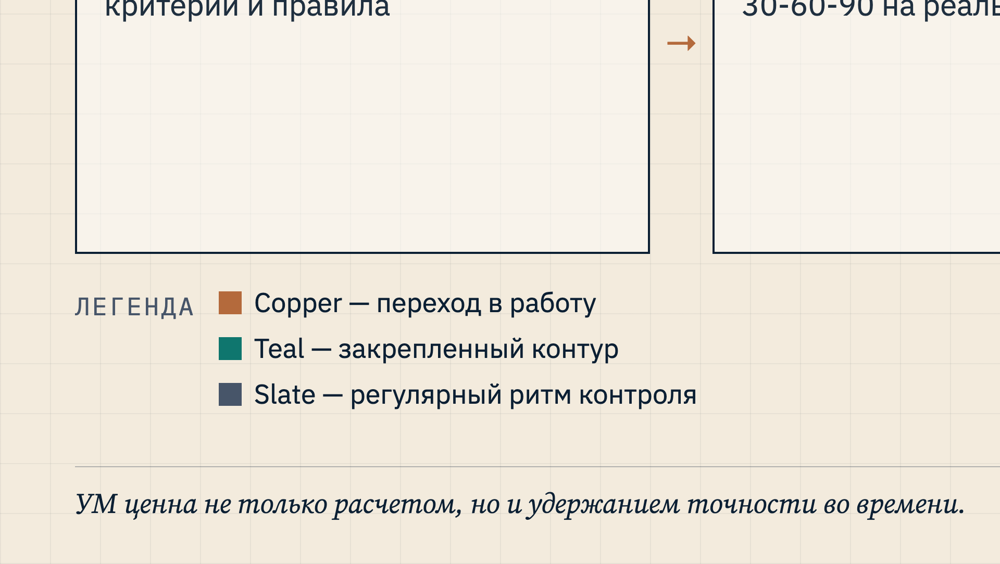 критерии и правила
30-60-90 на
ЛЕГЕНДА
Copper — переход в работу
Teal — закрепленный контур
Slate — регулярный ритм контроля
УМ ценна не только расчетом, но и удержанием точности во времени.